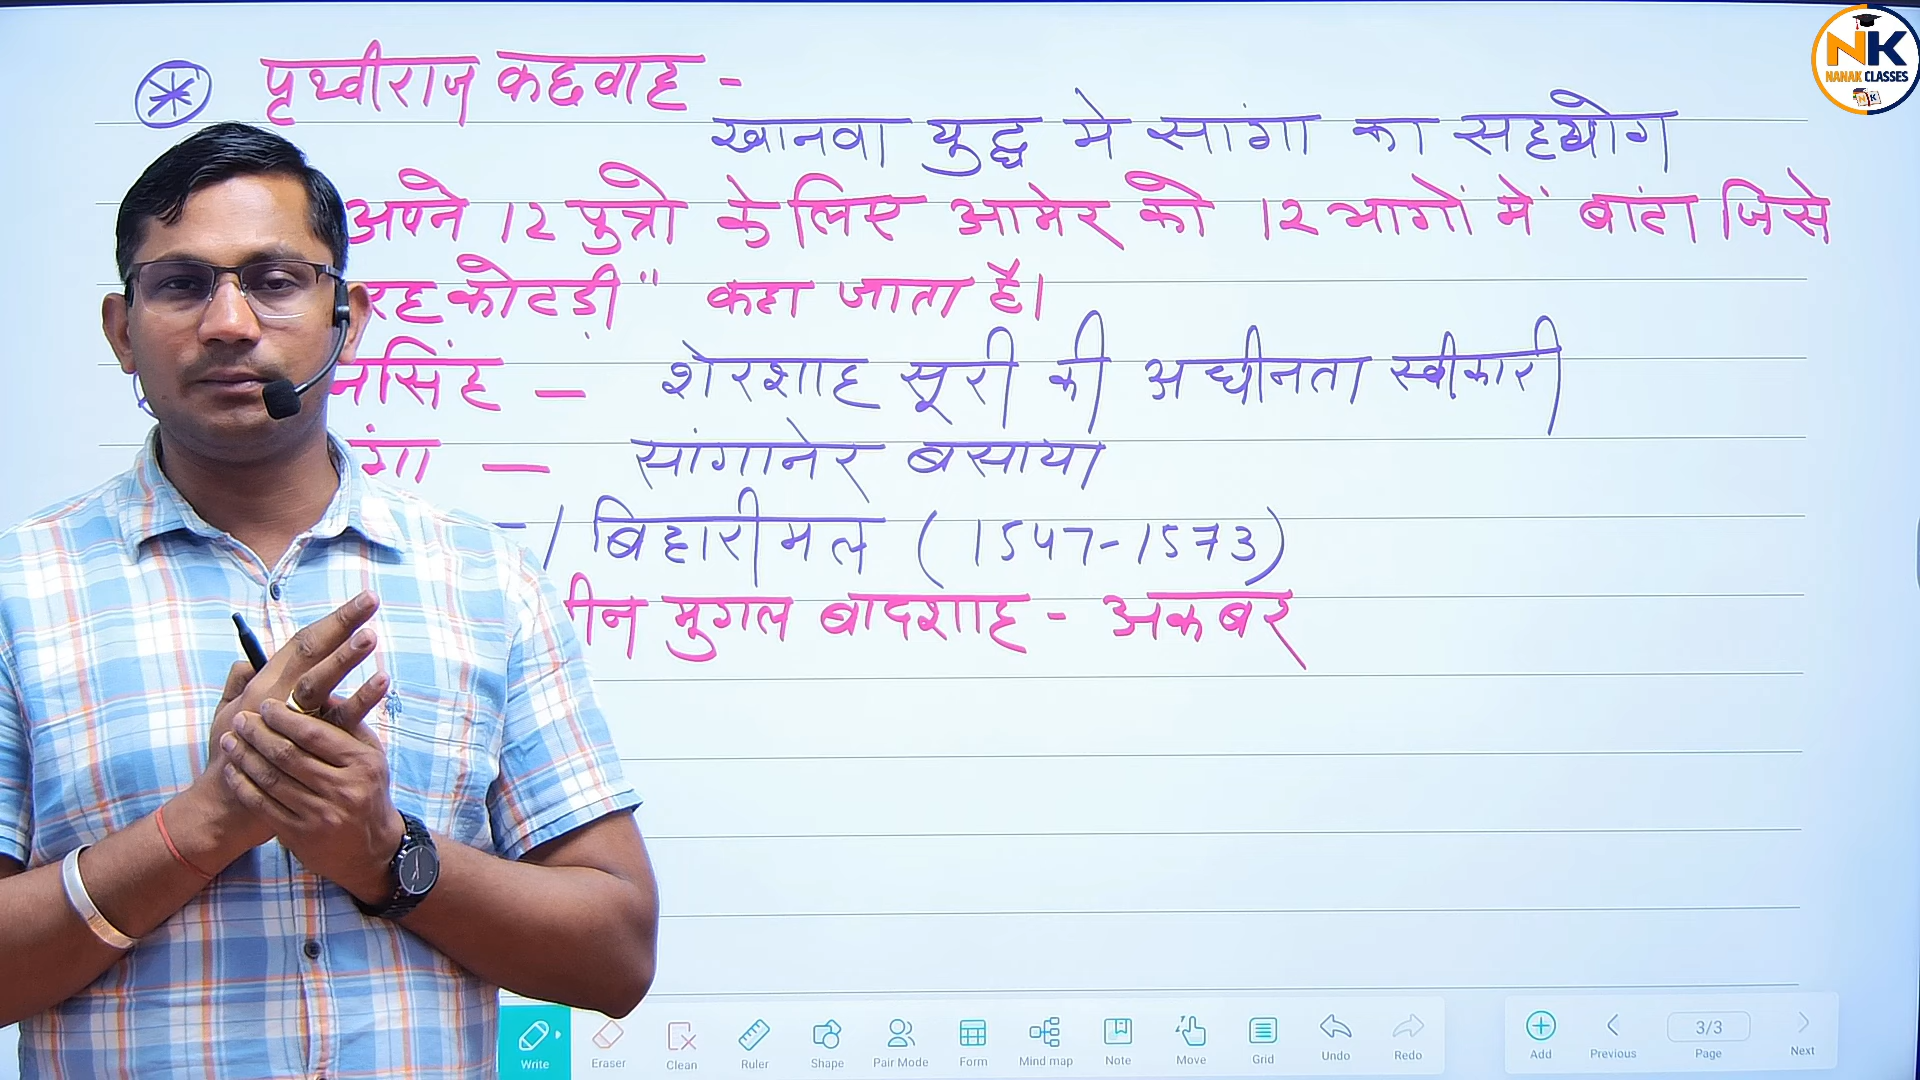 NK
NANAK CLASSES
पृथ्वीराज कछवाह -
खानवा युद्ध मे सांगा का सहयोग
अपने 12 पुत्रो के लिए आमेर को 12 भागों में बांटा जिसे
रह कोटड़ी" कहा जाता है।
नसिंह - शेरशाह सूरी की अधीनता स्वीकारी
ंगा - सांगानेर बसाया
- / बिहारीमल (1547-1573)
ीन मुगल बादशाह - अकबर
Write Eraser Clean Ruler Shape Pair Mode Form Mind map Note Move Grid Undo Redo Add Previous 3/3 Page Next